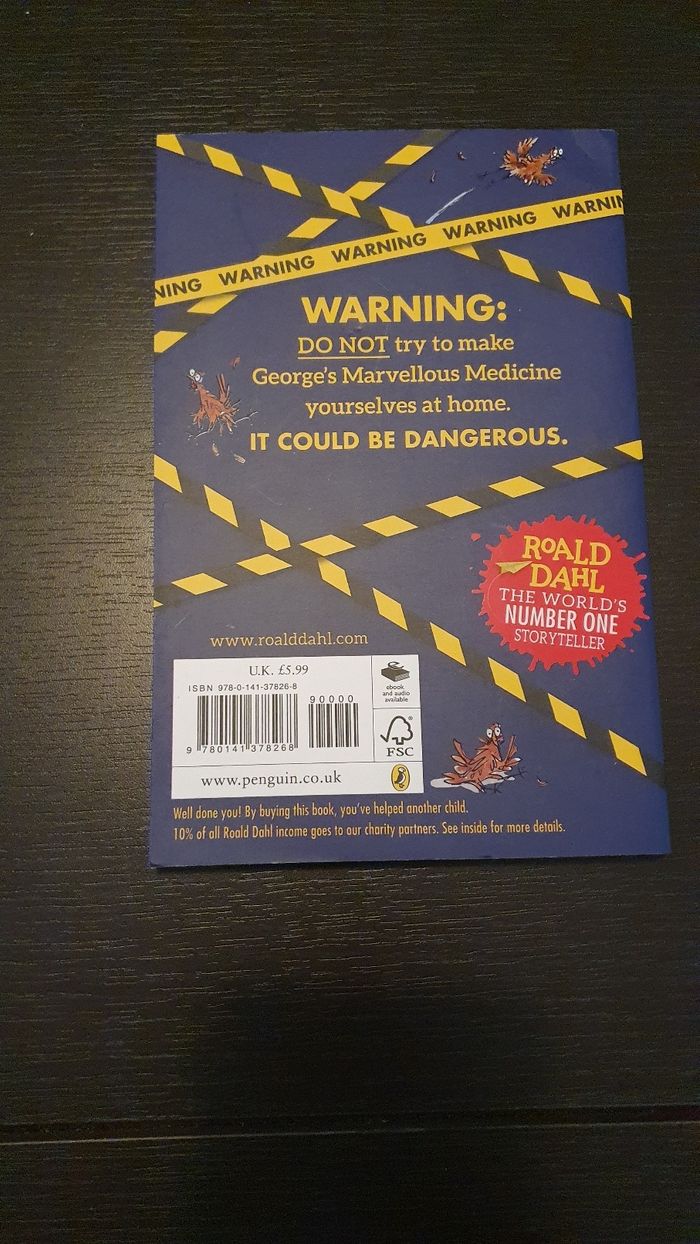 NING WARNING WARNING WARNING WARNIN
WARNING:
DO NOT try to make
George's Marvellous Medicine
yourselves at home.
IT COULD BE DANGEROUS.
ROALD
DAHL
THE WORLD'S
NUMBER ONE
STORYTELLER
www.roalddahl.com
U.K. £5.99
ISBN 978-0-141-37826-8
90000
9 780141 378268
ebook
and audio
available
FSC
www.penguin.co.uk
Well done you! By buying this book, you've helped another child.
10% of all Roald Dahl income goes to our charity partners. See inside for more details.